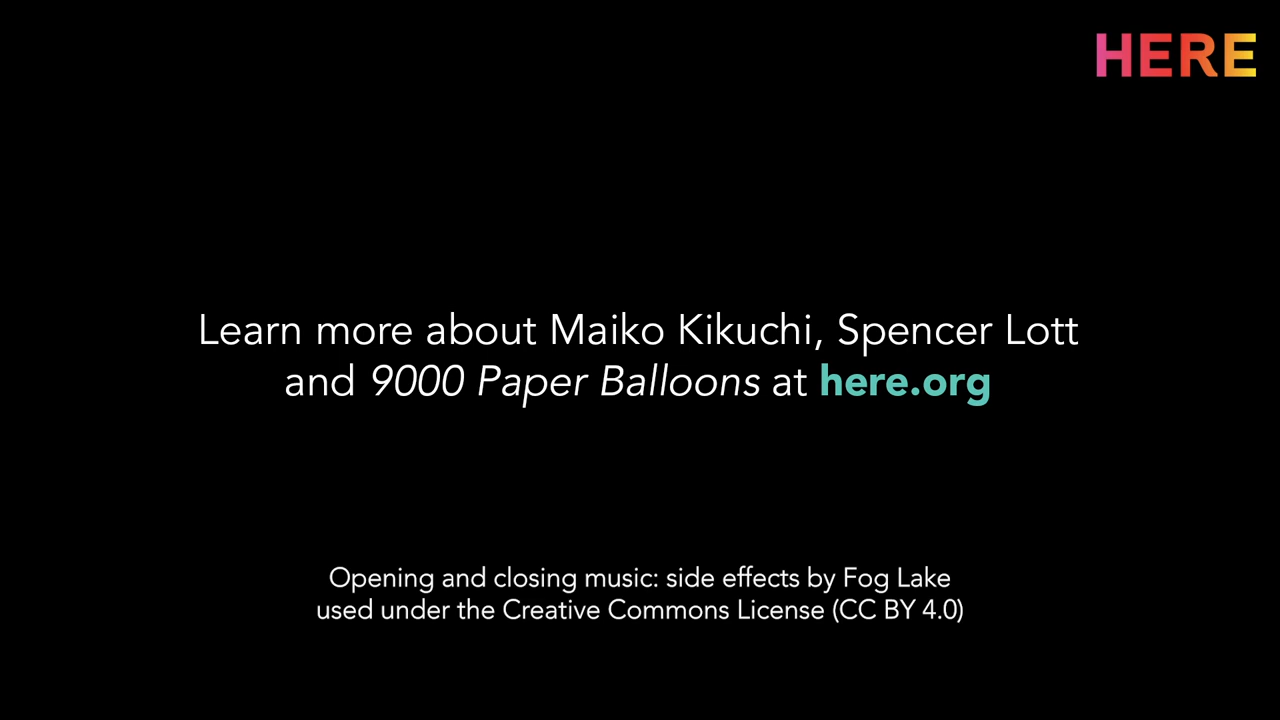 HERE
Learn more about Maiko Kikuchi, Spencer Lott
and 9000 Paper Balloons at here.org
Opening and closing music: side effects by Fog Lake
used under the Creative Commons License (CC BY 4.0)